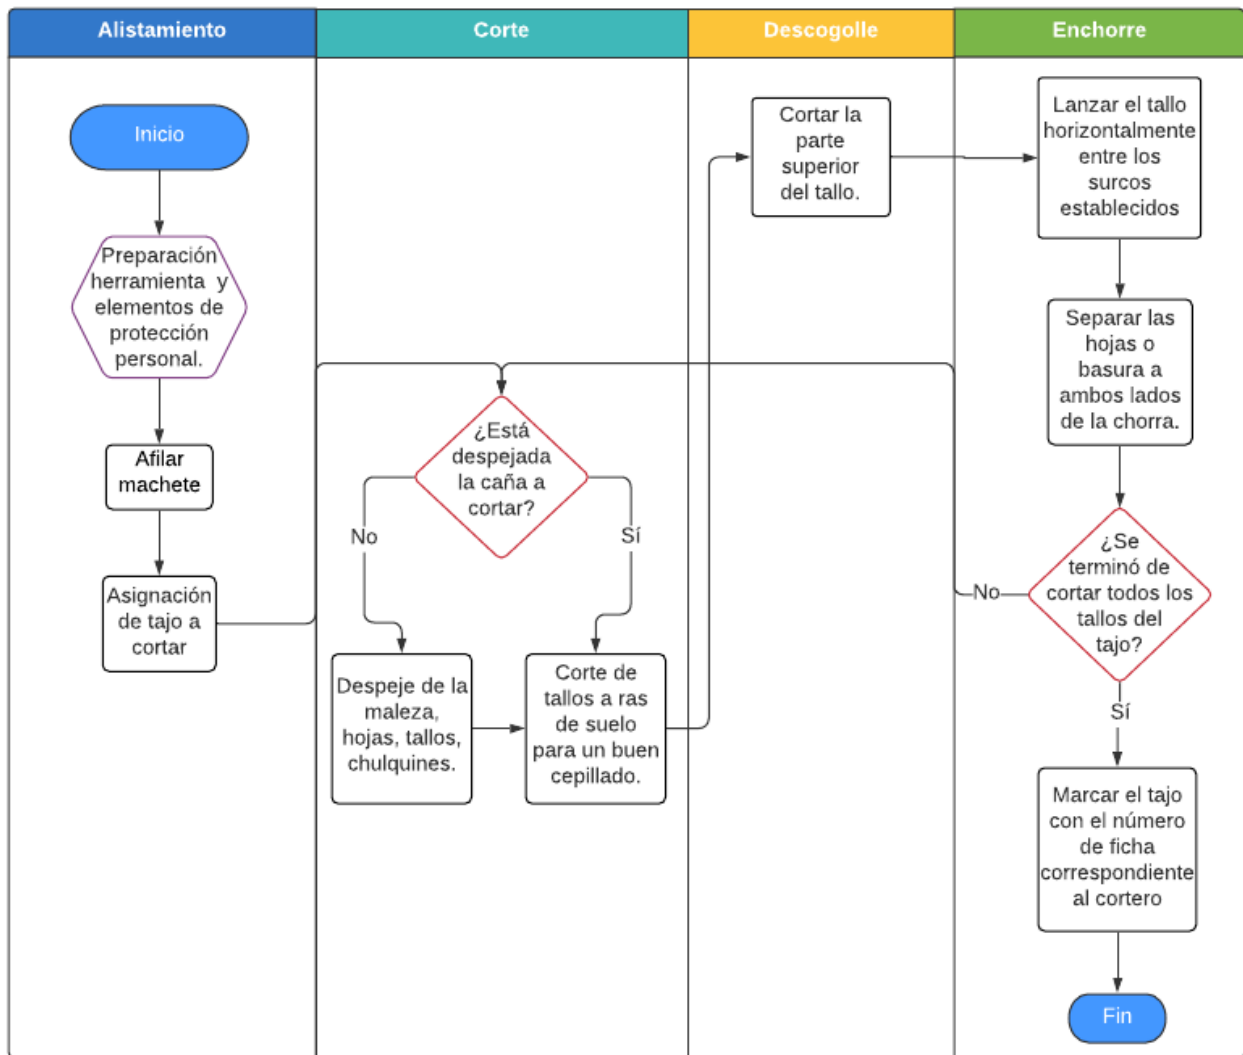 Alistamiento
Corte
Descogolle
Enchorre
Inicio
Preparación
herramienta y
elementos de
protección
personal.
Afilar
machete
Asignación
de tajo a
cortar
¿Está
despejada
la caña a
cortar?
No
Sí
Despeje de la
maleza,
hojas, tallos,
chulquines.
Corte de
tallos a ras
de suelo
para un buen
cepillado.
Cortar la
parte
superior
del tallo.
Lanzar el tallo
horizontalmente
entre los
surcos
establecidos
Separar las
hojas o
basura a
ambos lados
de la chorra.
¿Se
terminó de
cortar todos los
tallos del
tajo?
No
Sí
Marcar el tajo
con el número
de ficha
correspondiente
al cortero
Fin